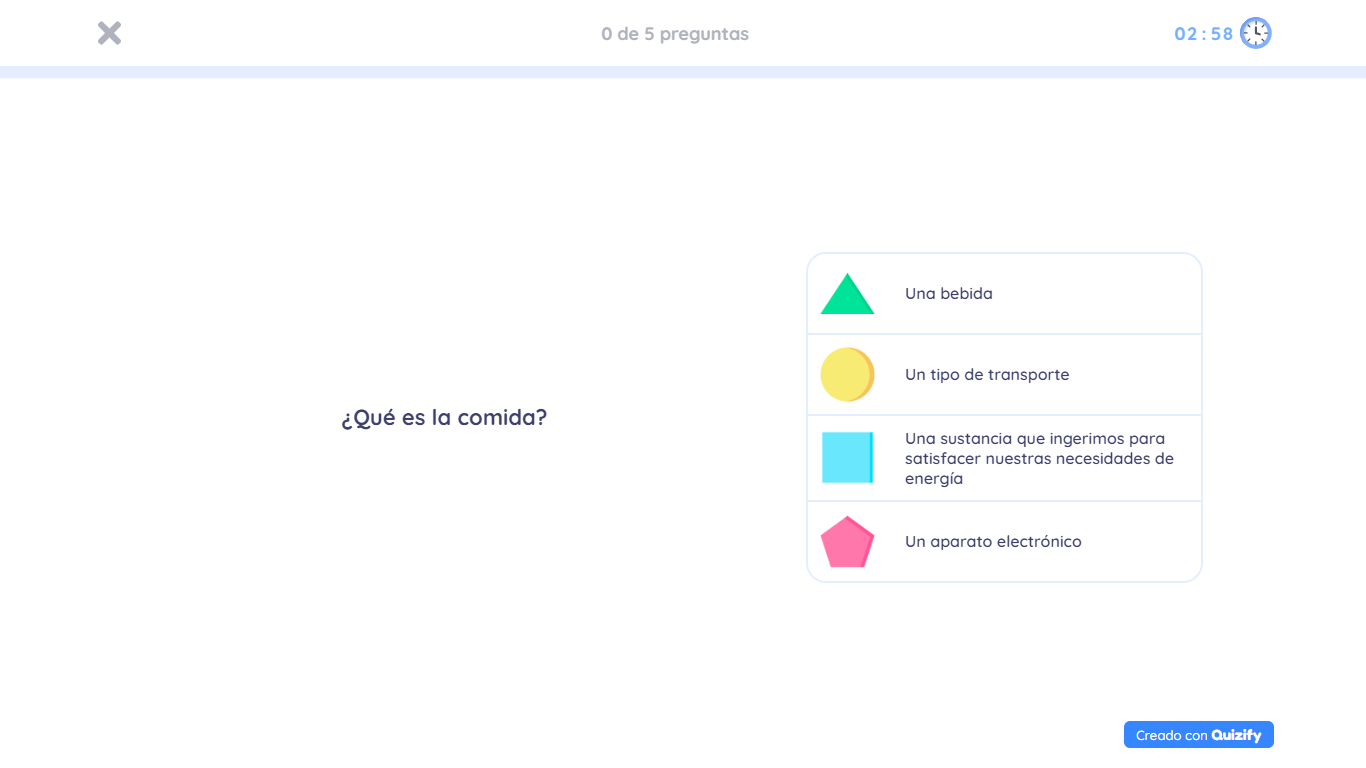 0 de 5 preguntas
02:58
¿Qué es la comida?
Una bebida
Un tipo de transporte
Una sustancia que ingerimos para
satisfacer nuestras necesidades de
energía
Un aparato electrónico
Creado con Quizify